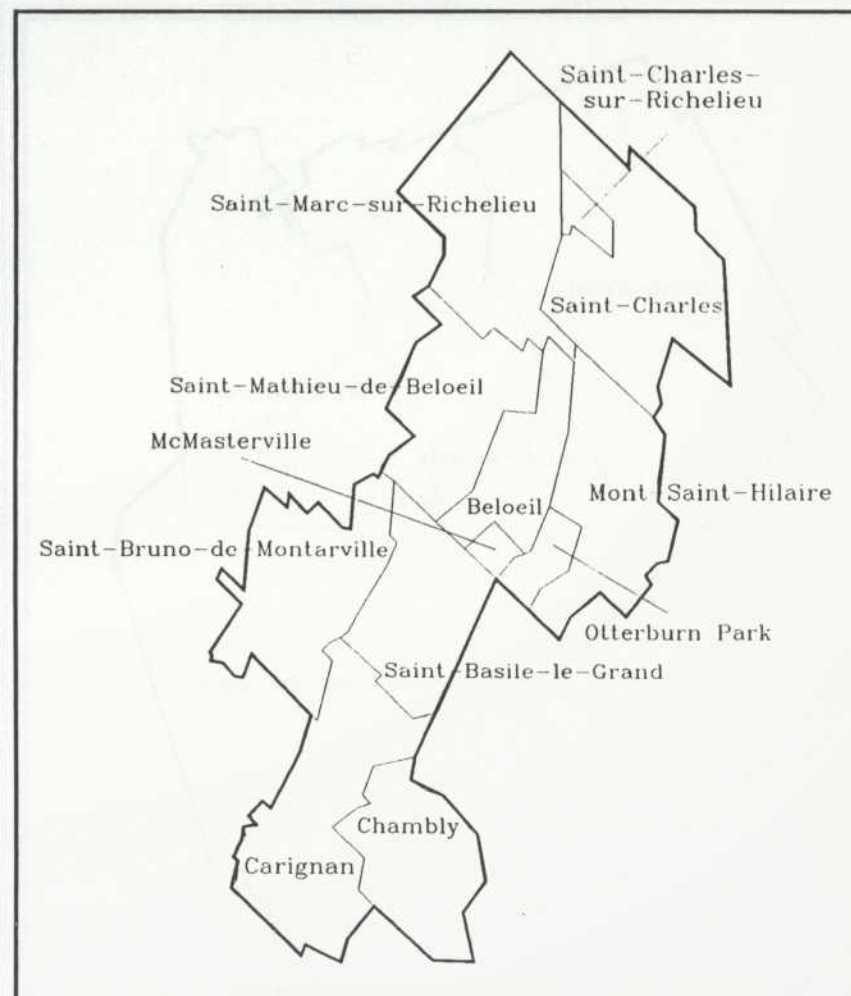 Saint-Charles-
sur-Richelieu
Saint-Marc-sur-Richelieu
Saint-Charles
Saint-Mathieu-de-Beloeil
McMasterville
Beloeil
Mont Saint-Hilaire
Saint-Bruno-de-Montarville
Otterburn Park
Saint-Basile-le-Grand
Chambly
Carignan